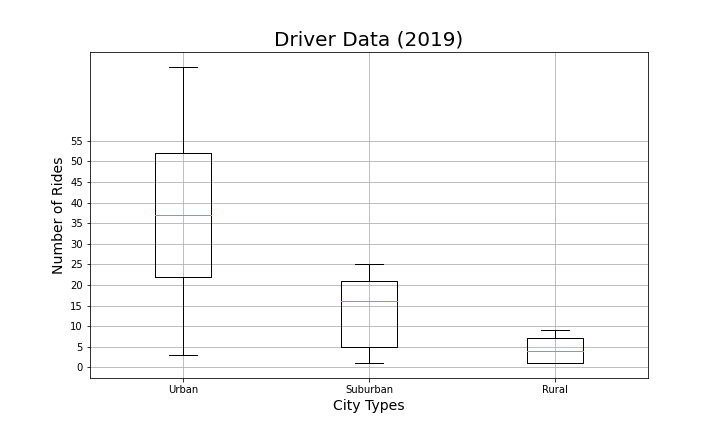 Driver Data (2019)
Number of Rides
55
50
45
40
35
30
25
20
15
10
5
0
Urban
Suburban
Rural
City Types